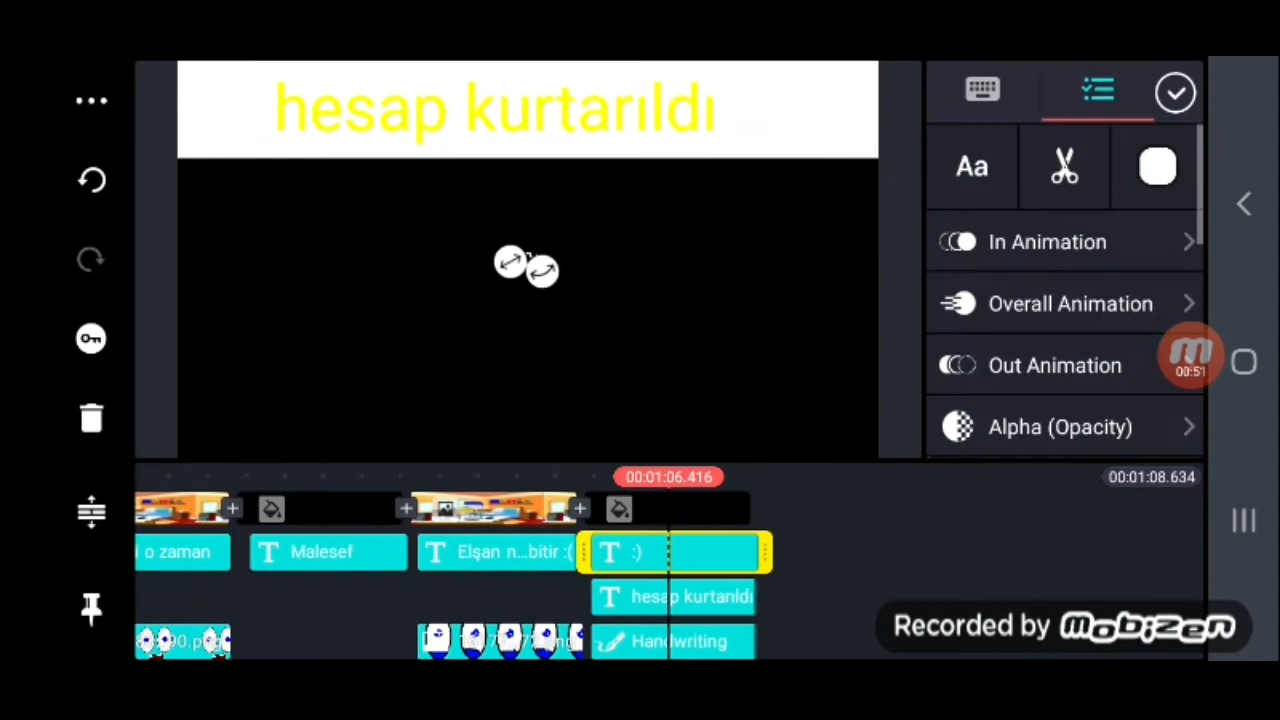 hesap kurtarıldı
Aa
In Animation
Overall Animation
Out Animation
00:51
Alpha (Opacity)
00:01:06.416
00:01:08.634
i o zaman
Malesef
Elşan n...bitir :(
:)
hesap kurtarıldı
Handwriting
Recorded by Mobizen